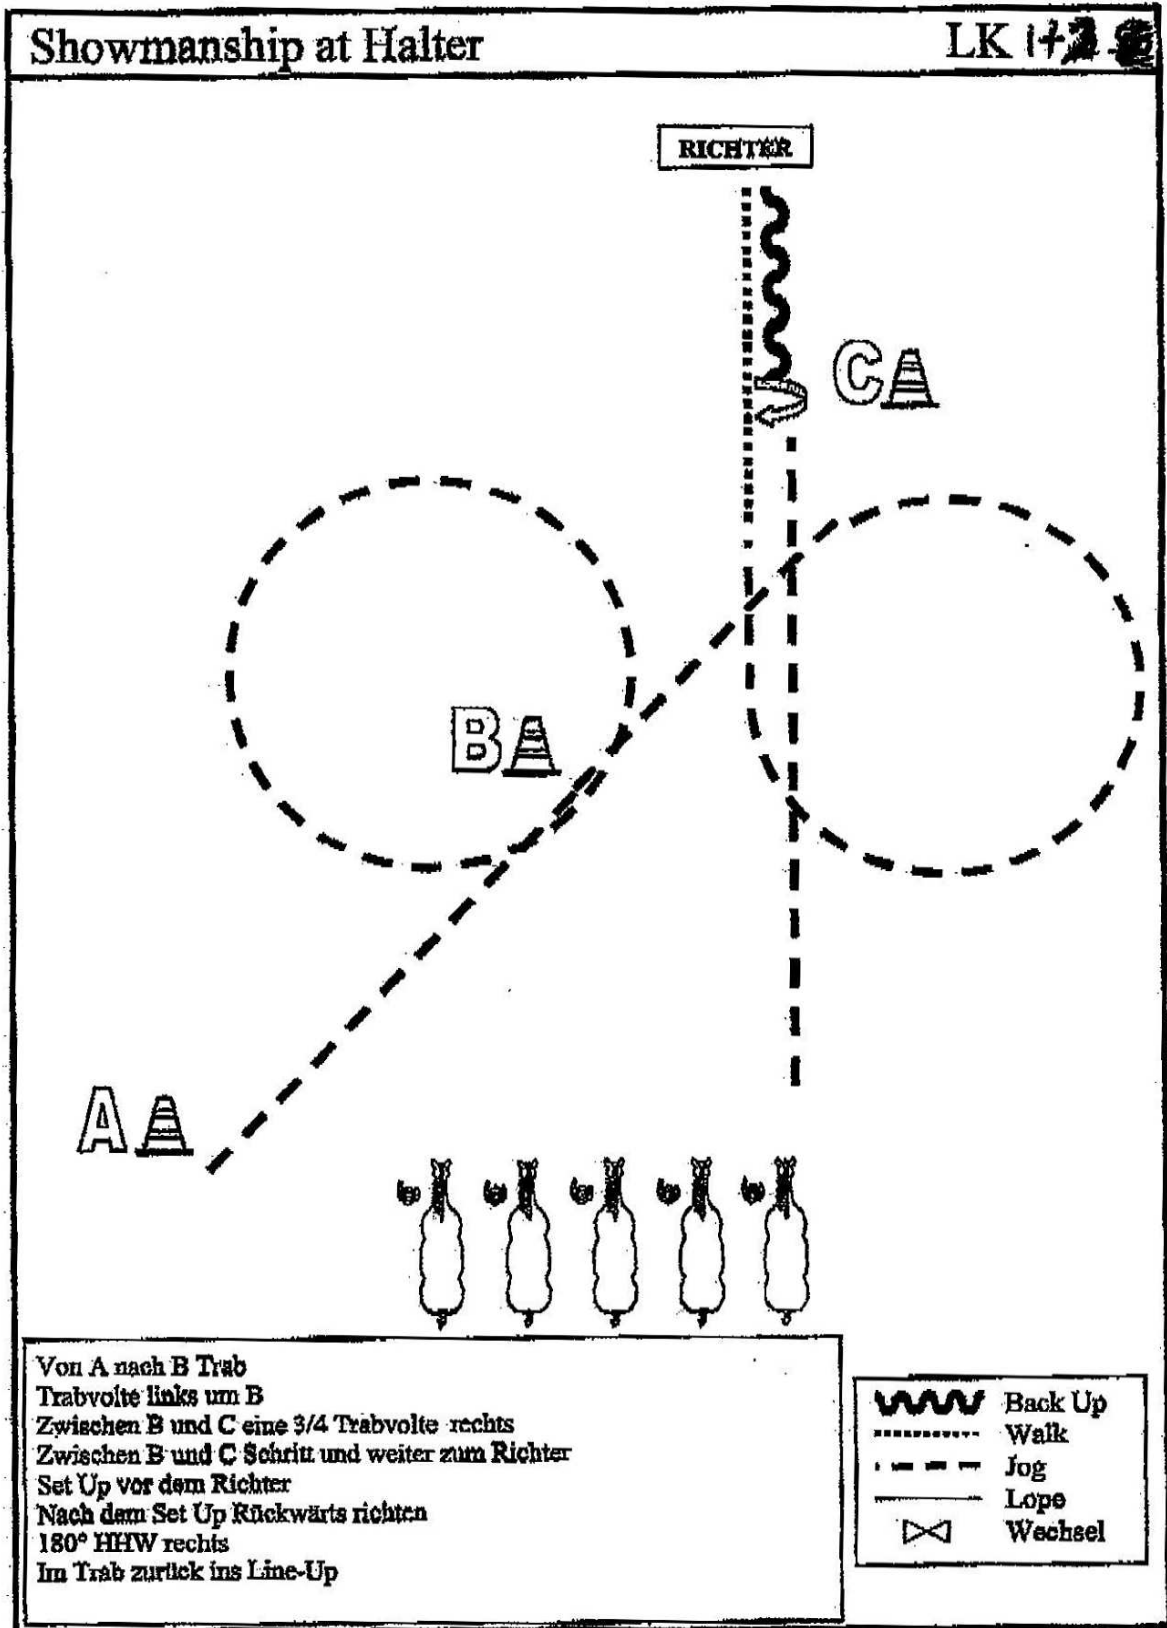 Showmanship at Halter
LK 1+2
RICHTER
C
B
A
Von A nach B Trab
Trabvolte links um B
Zwischen B und C eine 3/4 Trabvolte rechts
Zwischen B und C Schritt und weiter zum Richter
Set Up vor dem Richter
Nach dem Set Up Rückwärts richten
180° HHW rechts
Im Trab zurück ins Line-Up
Back Up
Walk
Jog
Lope
Wechsel